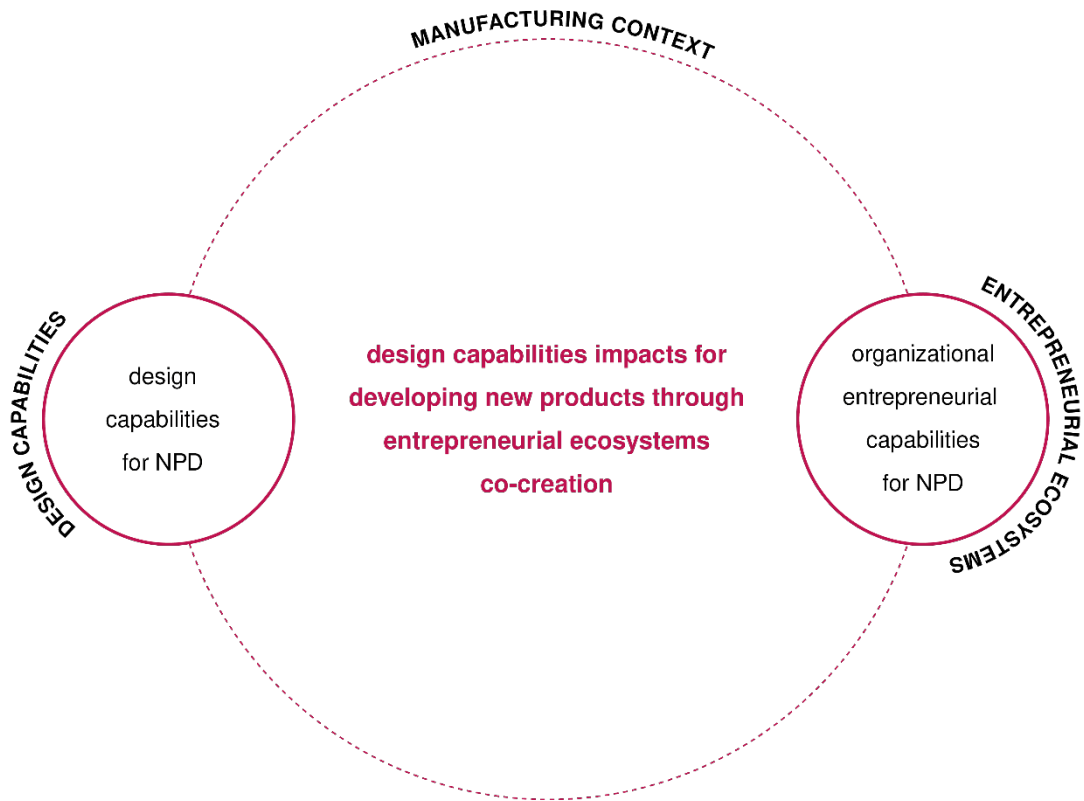 MANUFACTURING CONTEXT
DESIGN CAPABILITIES
design
capabilities
for NPD
design capabilities impacts for
developing new products through
entrepreneurial ecosystems
co-creation
organizational
entrepreneurial
capabilities
for NPD
ENTREPRENEURIAL ECOSYSTEMS